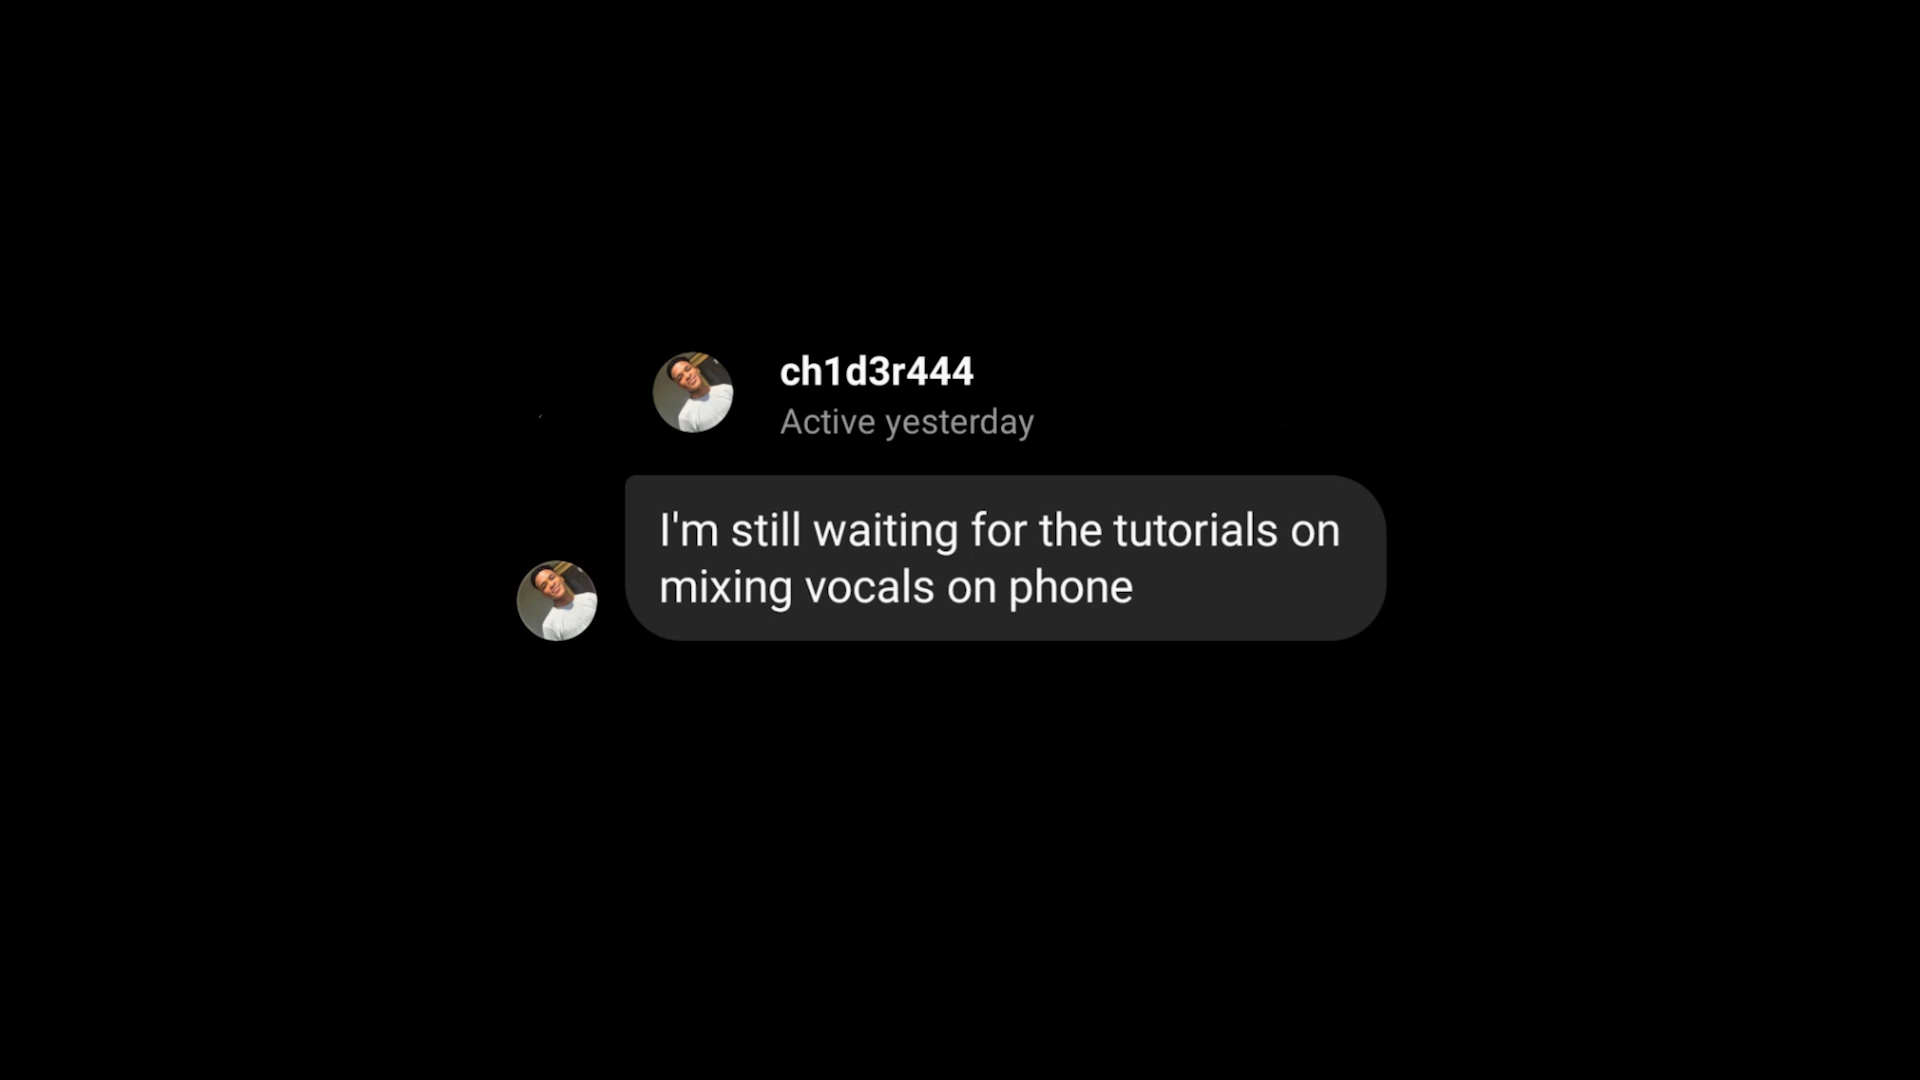 ch1d3r444
Active yesterday
I'm still waiting for the tutorials on
mixing vocals on phone